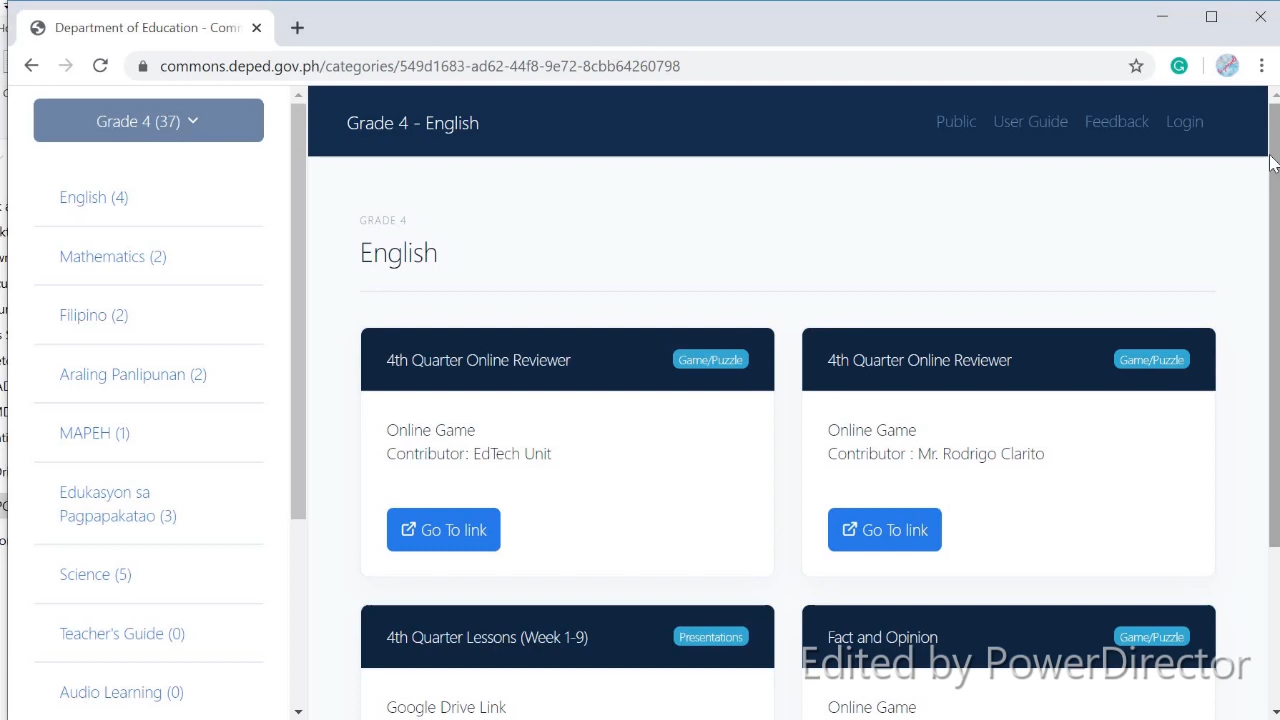 Department of Education - Comm
commons.deped.gov.ph/categories/549d1683-ad62-44f8-9e72-8cbb64260798
Grade 4 (37)
English (4)
Mathematics (2)
Filipino (2)
Araling Panlipunan (2)
MAPEH (1)
Edukasyon sa
Pagpapakatao (3)
Science (5)
Teacher's Guide (0)
Audio Learning (0)
Grade 4 - English
Public
User Guide
Feedback
Login
GRADE 4
English
4th Quarter Online Reviewer
Game/Puzzle
Online Game
Contributor: EdTech Unit
Go To link
4th Quarter Online Reviewer
Game/Puzzle
Online Game
Contributor : Mr. Rodrigo Clarito
Go To link
4th Quarter Lessons (Week 1-9)
Presentations
Google Drive Link
Fact and Opinion
Game/Puzzle
Online Game
Edited by PowerDirector